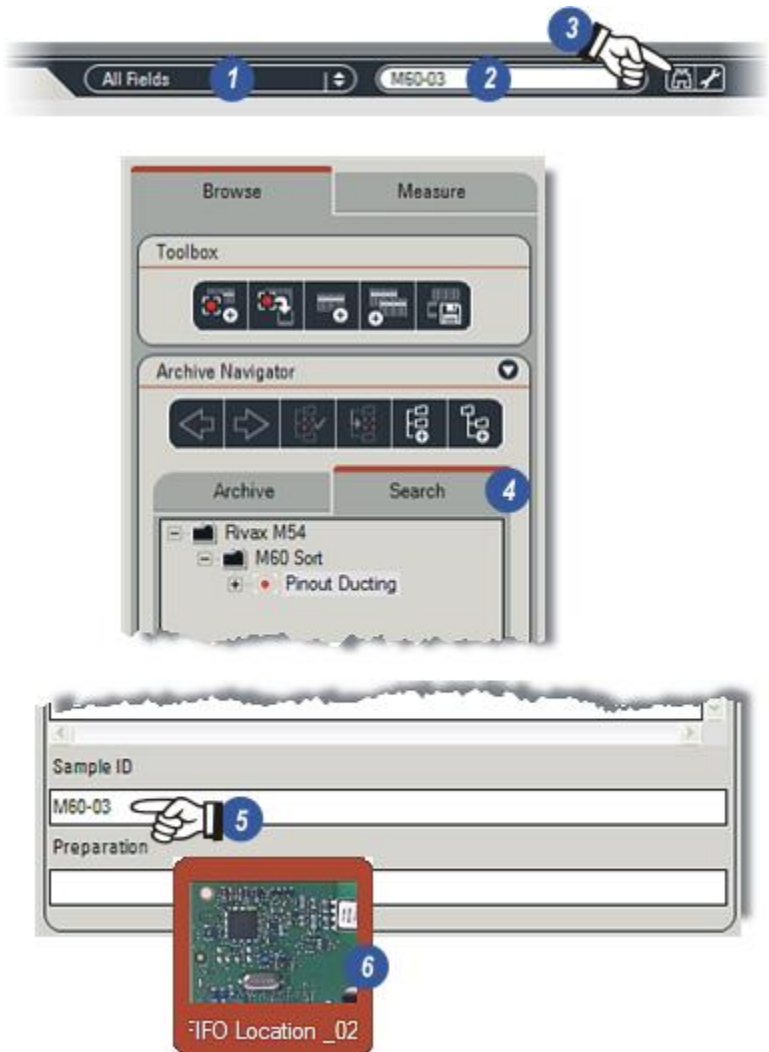 3
All Fields 1 M60-03 2
Browse Measure
Toolbox
Archive Navigator
Archive Search 4
Rivax M54
M60 Sort
Pinout Ducting
Sample ID
M60-03 5
Preparation
6
FIFO Location _02